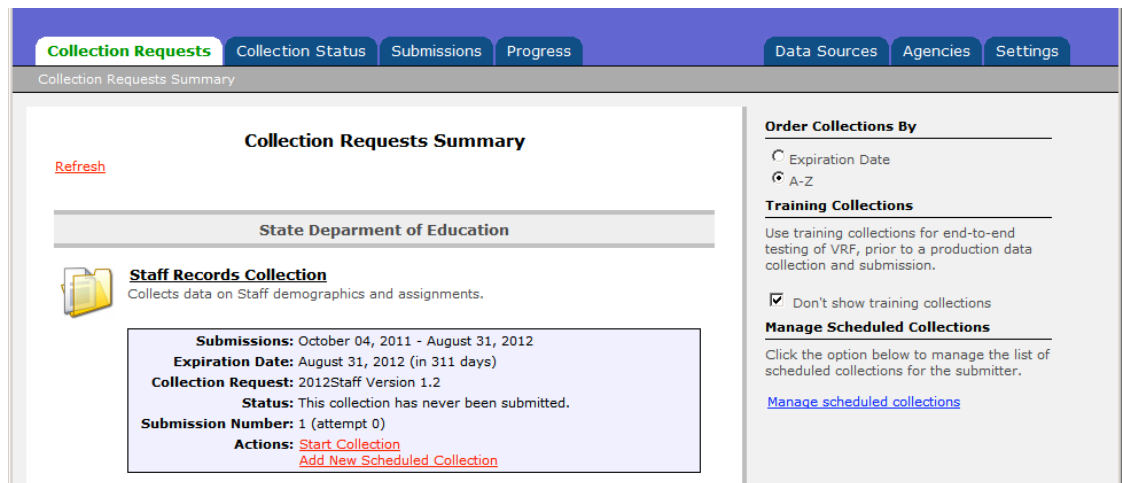 Collection Requests Collection Status Submissions Progress Data Sources Agencies Settings
Collection Requests Summary
Collection Requests Summary
Refresh
State Deparment of Education
Staff Records Collection
Collects data on Staff demographics and assignments.
Submissions: October 04, 2011 - August 31, 2012
Expiration Date: August 31, 2012 (in 311 days)
Collection Request: 2012Staff Version 1.2
Status: This collection has never been submitted.
Submission Number: 1 (attempt 0)
Actions: Start Collection
Add New Scheduled Collection
Order Collections By
Expiration Date
A-Z
Training Collections
Use training collections for end-to-end
testing of VRF, prior to a production data
collection and submission.
Don't show training collections
Manage Scheduled Collections
Click the option below to manage the list of
scheduled collections for the submitter.
Manage scheduled collections